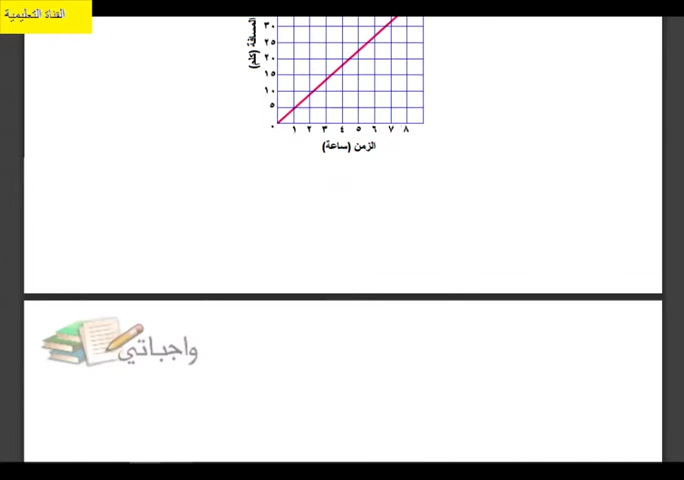 القناة التعليمية
المسافة (كلم)
٣٠
٢٥
٢٠
١٥
١٠
٥
٠
١ ٢ ٣ ٤ ٥ ٦ ٧ ٨
الزمن (ساعة)
واجباتي